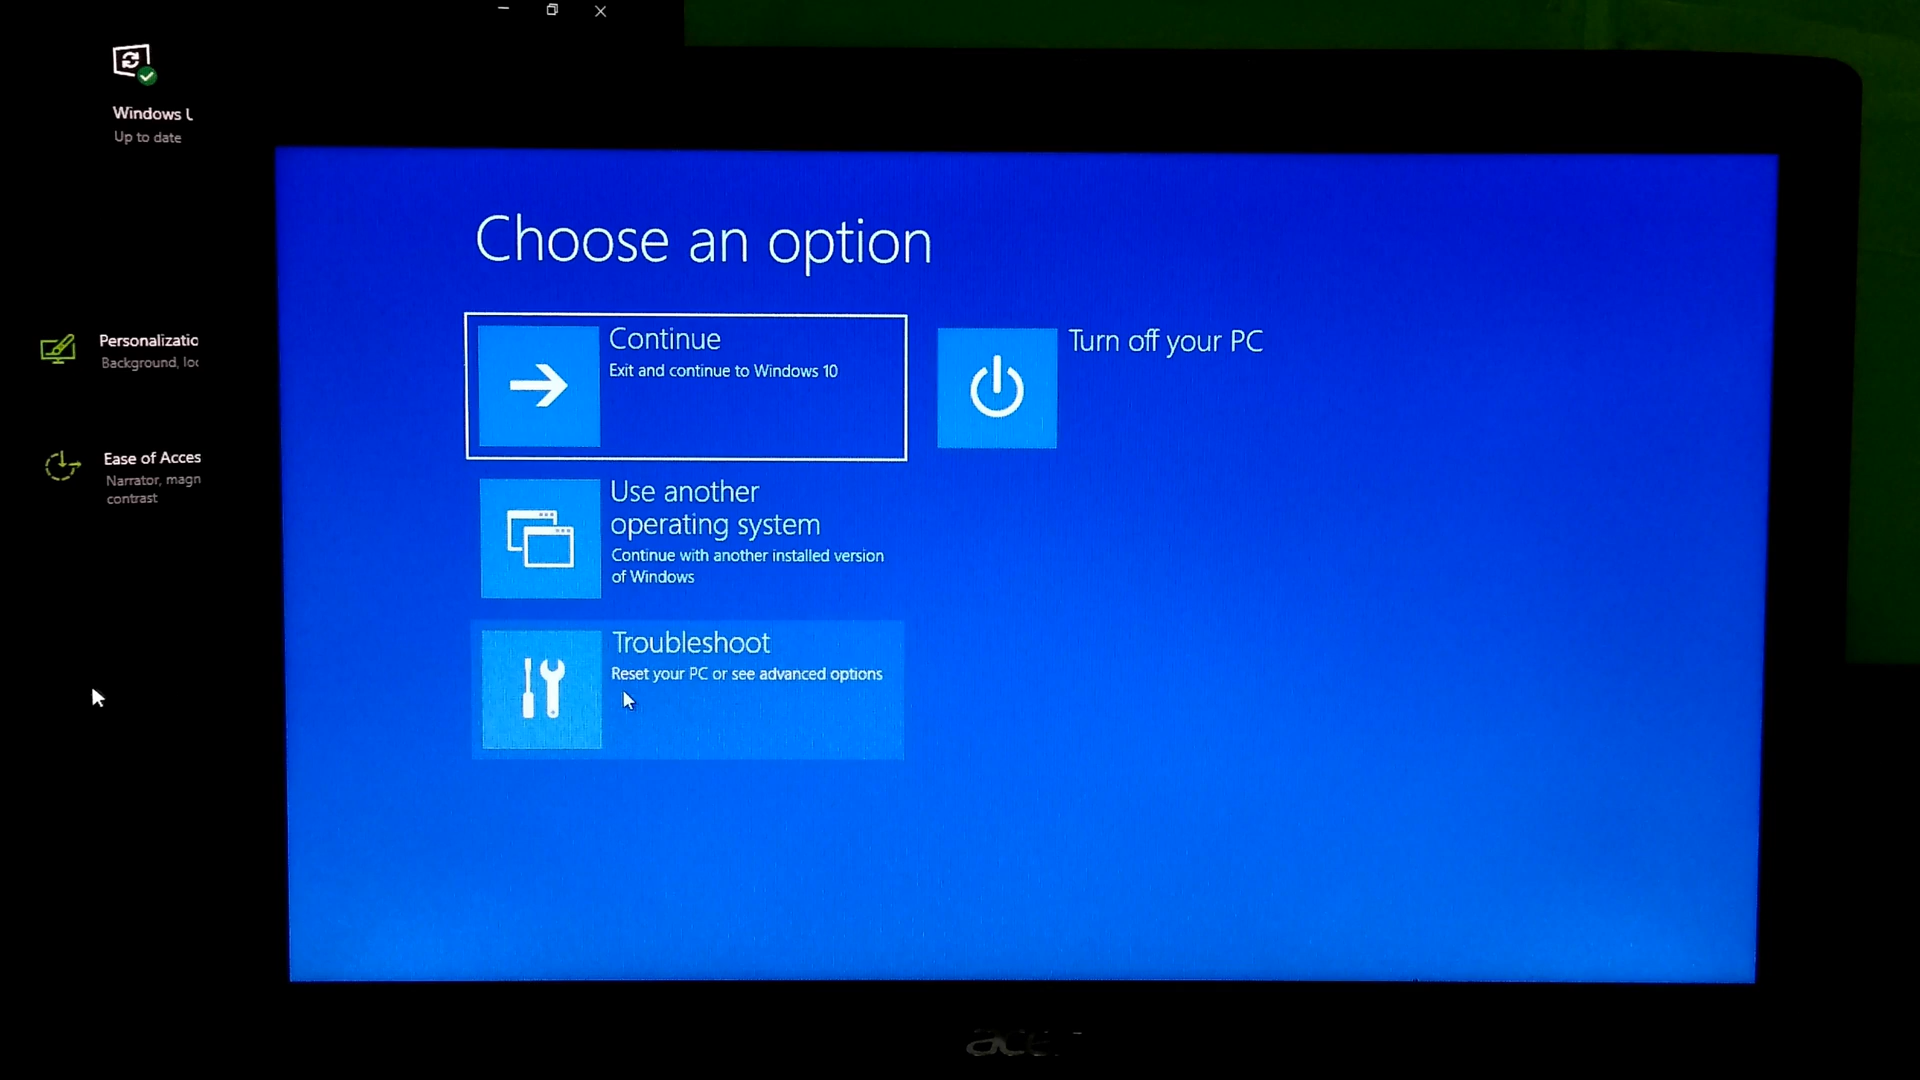 Windows U
Up to date
Personalizatio
Background, loc
Ease of Acces
Narrator, magn
contrast
Choose an option
Continue
Exit and continue to Windows 10
Turn off your PC
Use another
operating system
Continue with another installed version
of Windows
Troubleshoot
Reset your PC or see advanced options
acer